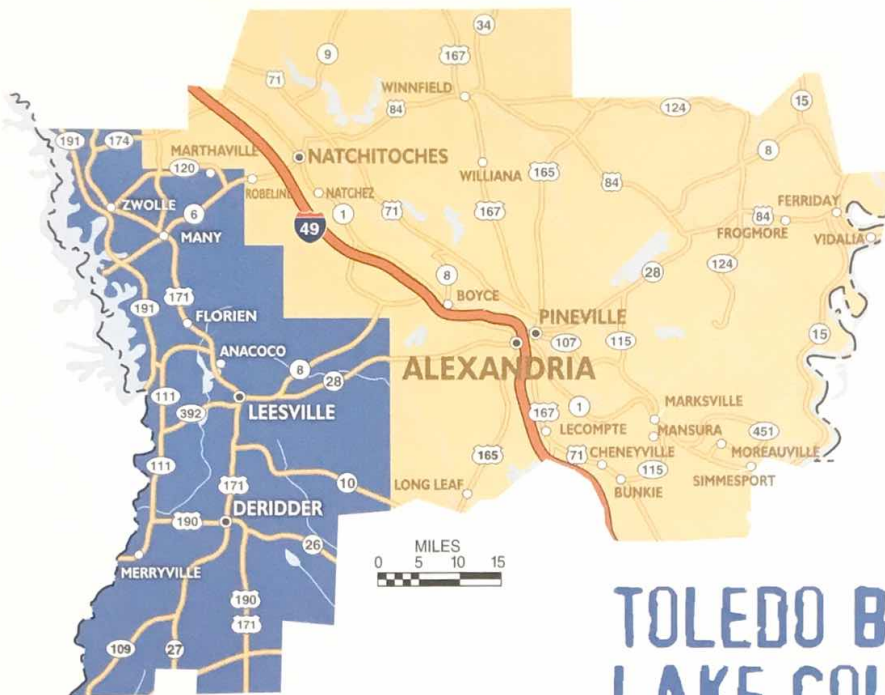 34
9
167
71
WINNFIELD
84
124
15
191
174
MARTHAVILLE
NATCHITOCHES
8
120
WILLIANA
165
ROBELINE
NATCHEZ
84
ZWOLLE
6
1
71
167
FERRIDAY
84
FROGMORE
VIDALIA
MANY
49
28
124
8
171
BOYCE
191
FLORIEN
PINEVILLE
15
107
115
ANACOCO
ALEXANDRIA
8
28
111
LEESVILLE
392
MARKSVILLE
167
1
LECOMPTE
MANSURA
451
MOREAUVILLE
111
165
71
CHENEYVILLE
115
SIMMESPORT
171
10
LONG LEAF
BUNKIE
DERIDDER
190
26
MILES
0 5 10 15
MERRYVILLE
190
171
109
27
TOLEDO B
LAKE COU